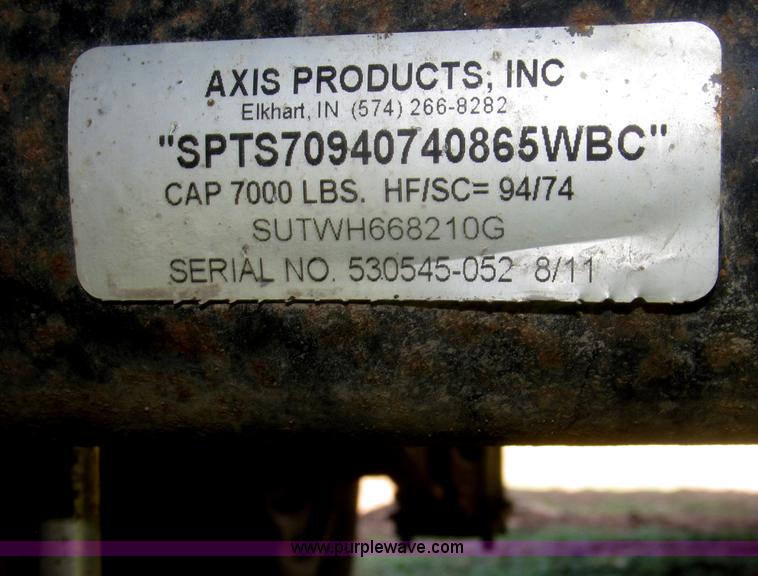 AXIS PRODUCTS, INC
Elkhart, IN (574) 266-8282
"SPTS70940740865WBC"
CAP 7000 LBS. HF/SC= 94/74
SUTWH668210G
SERIAL NO. 530545-052 8/11
www.purplewave.com